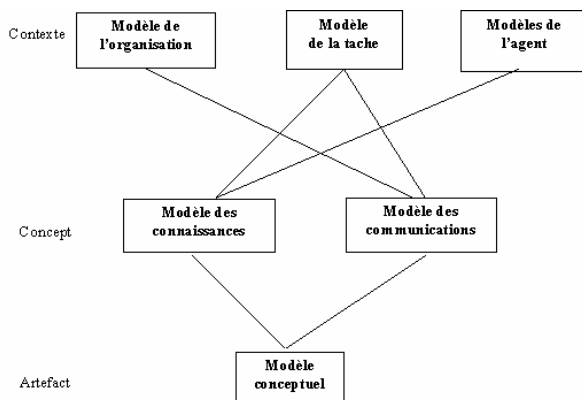 Contexte
Modèle de
l'organisation
Modèle
de la tache
Modèles de
l'agent
Concept
Modèle des
connaissances
Modèle des
communications
Artefact
Modèle
conceptuel